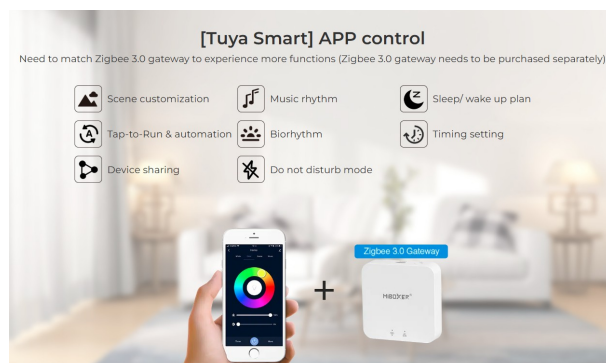 [Tuya Smart] APP control
Need to match Zigbee 3.0 gateway to experience more functions (Zigbee 3.0 gateway needs to be purchased separately)
Scene customization
Music rhythm
Sleep/ wake up plan
Tap-to-Run & automation
Biorhythm
Timing setting
Device sharing
Do not disturb mode
Zigbee 3.0 Gateway
+